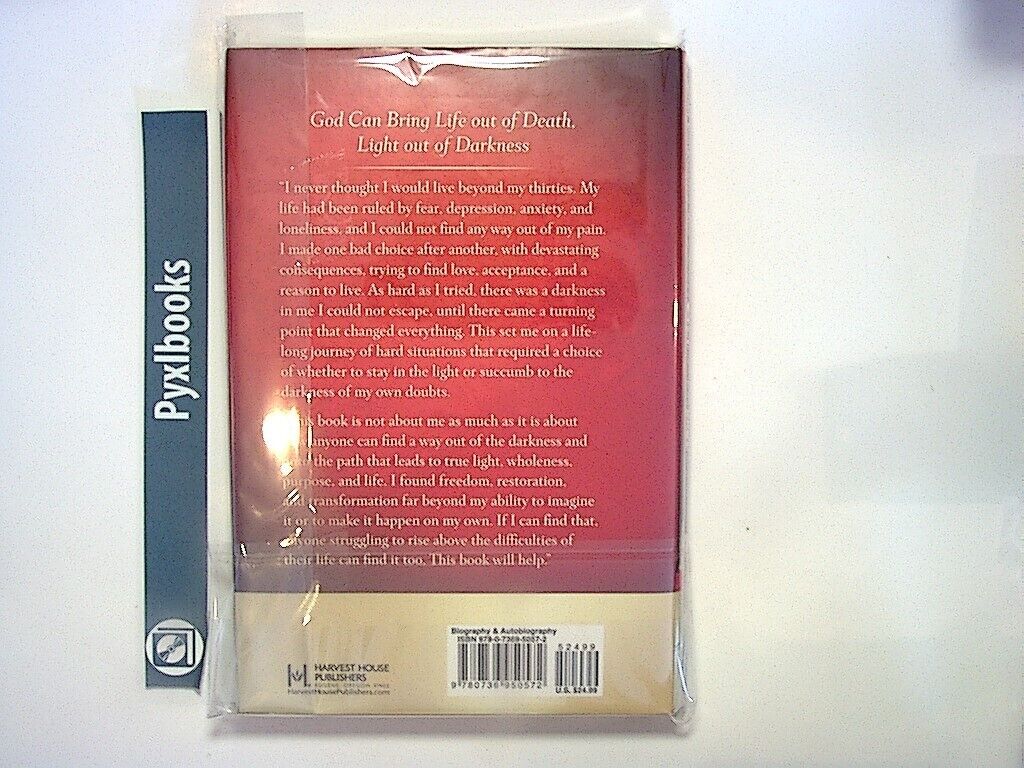 Pyxlbooks
God Can Bring Life out of Death,
Light out of Darkness
"I never thought I would live beyond my thirties. My
life had been ruled by fear, depression, anxiety, and
loneliness, and I could not find any way out of my pain.
I made one bad choice after another, with devastating
consequences, trying to find love, acceptance, and a
reason to live. As hard as I tried, there was a darkness
in me I could not escape, until there came a turning
point that changed everything. This set me on a life-
long journey of hard situations that required a choice
of whether to stay in the light or succumb to the
darkness of my own doubts.
book is not about me as much as it is about
anyone can find a way out of the darkness and
the path that leads to true light, wholeness,
purpose, and life. I found freedom, restoration,
and transformation far beyond my ability to imagine
it or to make it happen on my own. If I can find that,
anyone struggling to rise above the difficulties of
their life can find it too. This book will help."
Biography & Autobiography
ISBN 978-0-7369-5057-2
52499
9 780736 950572
U.S. $24.99
HARVEST HOUSE
PUBLISHERS
EUGENE, OREGON 97402
HarvestHousePublishers.com